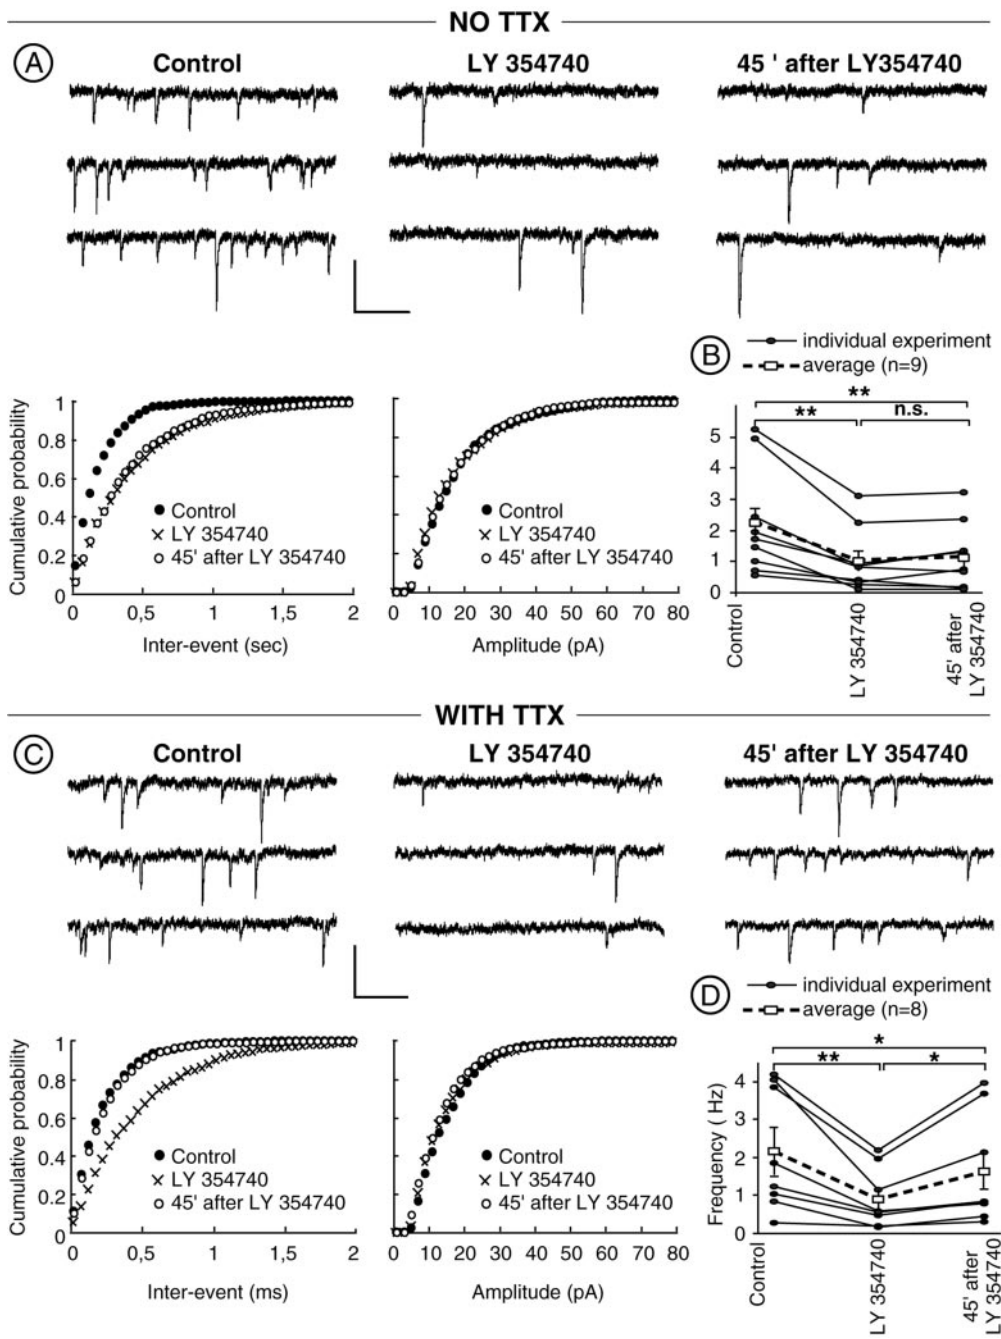 NO TTX
A
Control
LY 354740
45 ' after LY354740
B
individual experiment
average (n=9)
Cumulative probability
1
0.8
0.6
0.4
0.2
0
Control
LY 354740
45' after LY 354740
0
0,5
1
1,5
2
Inter-event (sec)
Control
LY 354740
45' after LY 354740
0 10 20 30 40 50 60 70 80
Amplitude (pA)
**
** n.s.
5
4
3
2
1
0
Control
LY 354740
45' after
LY 354740
WITH TTX
C
Control
LY 354740
45' after LY 354740
D
individual experiment
average (n=8)
Cumulative probability
1
0.8
0.6
0.4
0.2
0
Control
LY 354740
45' after LY 354740
0
0,5
1
1,5
2
Inter-event (ms)
Control
LY 354740
45' after LY 354740
0 10 20 30 40 50 60 70 80
Amplitude (pA)
*
** *
Frequency ( Hz)
4
3
2
1
0
Control
LY 354740
45' after
LY 354740